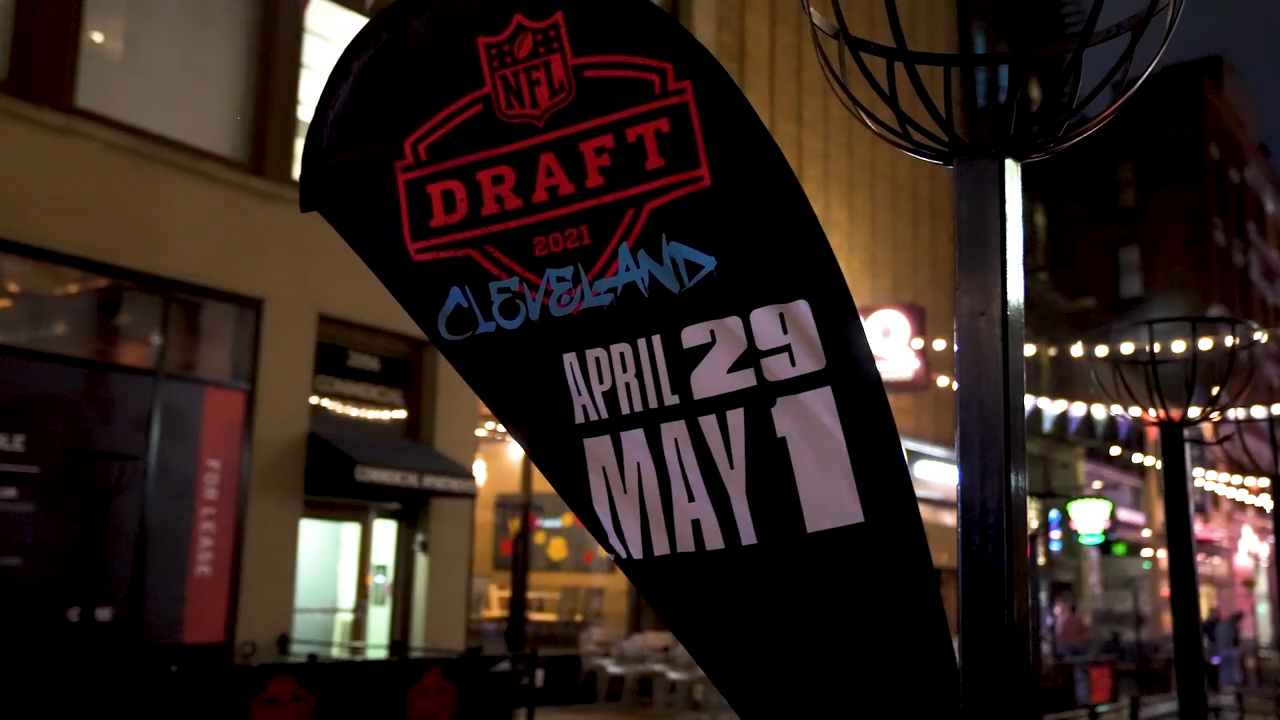 NFL
DRAFT
2021
CLEVELAND
APRIL 29
MAY 1
FOR LEASE